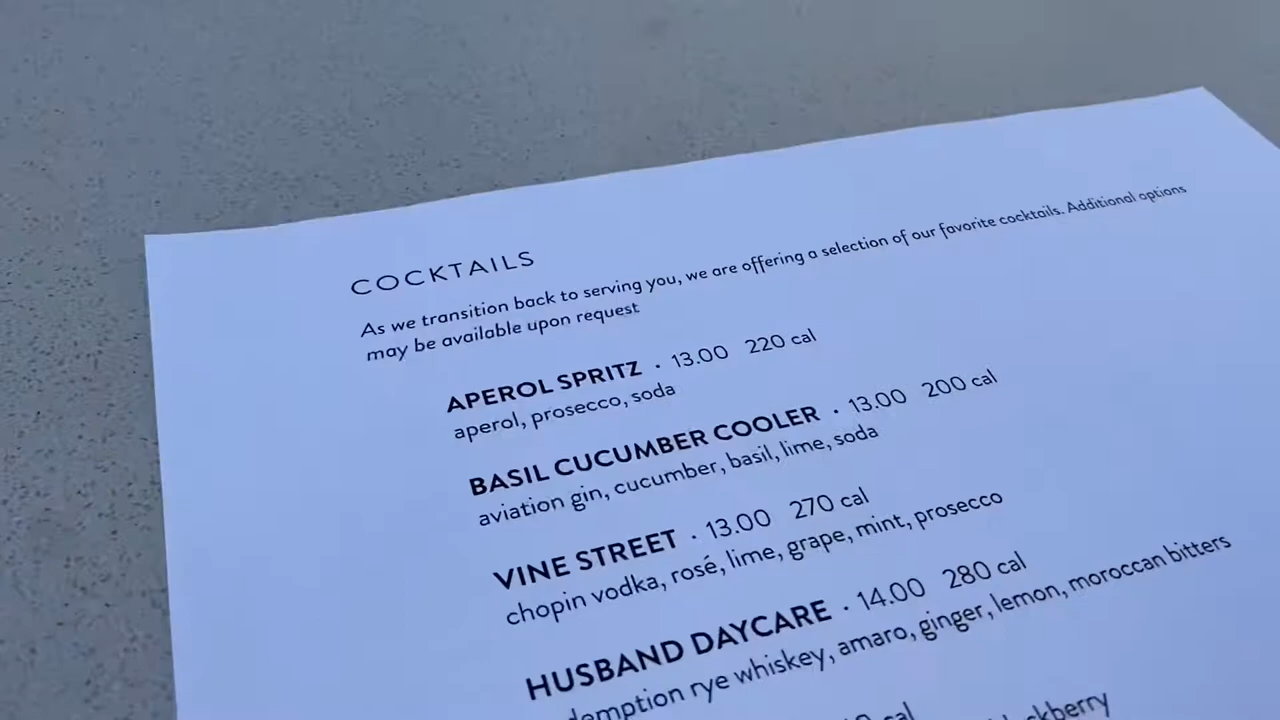 COCKTAILS
As we transition back to serving you, we are offering a selection of our favorite cocktails. Additional options
may be available upon request
APEROL SPRITZ · 13.00 220 cal
aperol, prosecco, soda
BASIL CUCUMBER COOLER · 13.00 200 cal
aviation gin, cucumber, basil, lime, soda
VINE STREET · 13.00 270 cal
chopin vodka, rosé, lime, grape, mint, prosecco
HUSBAND DAYCARE · 14.00 280 cal
rye whiskey, amaro, ginger, lemon, moroccan bitters
cal